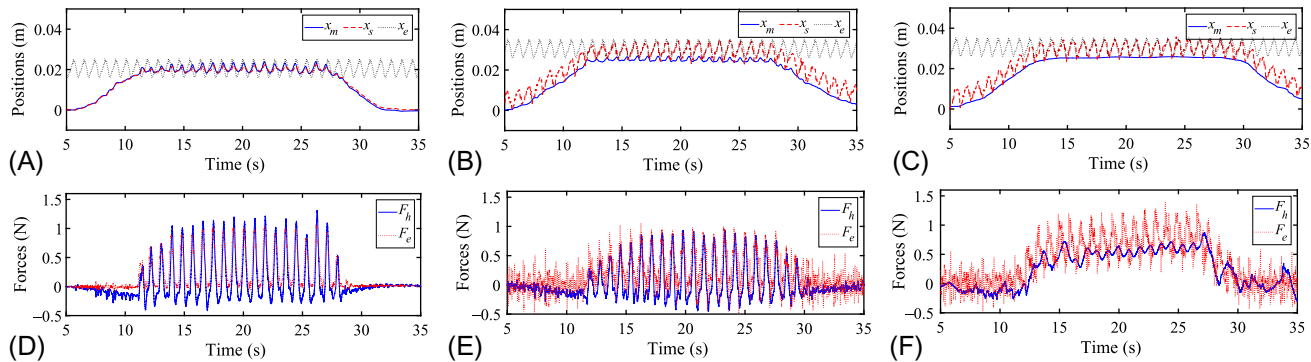 x_m x_s x_e
0.04
0.02
0
Positions (m)
5 10 15 20 25 30 35
Time (s)
(A)
x_m x_s x_e
0.04
0.02
0
Positions (m)
5 10 15 20 25 30 35
Time (s)
(B)
x_m x_s x_e
0.04
0.02
0
Positions (m)
5 10 15 20 25 30 35
Time (s)
(C)
1.5
1
0.5
0
−0.5
Forces (N)
F_h
F_e
5 10 15 20 25 30 35
Time (s)
(D)
1.5
1
0.5
0
−0.5
Forces (N)
F_h
F_e
5 10 15 20 25 30 35
Time (s)
(E)
1.5
1
0.5
0
−0.5
Forces (N)
F_h
F_e
5 10 15 20 25 30 35
Time (s)
(F)